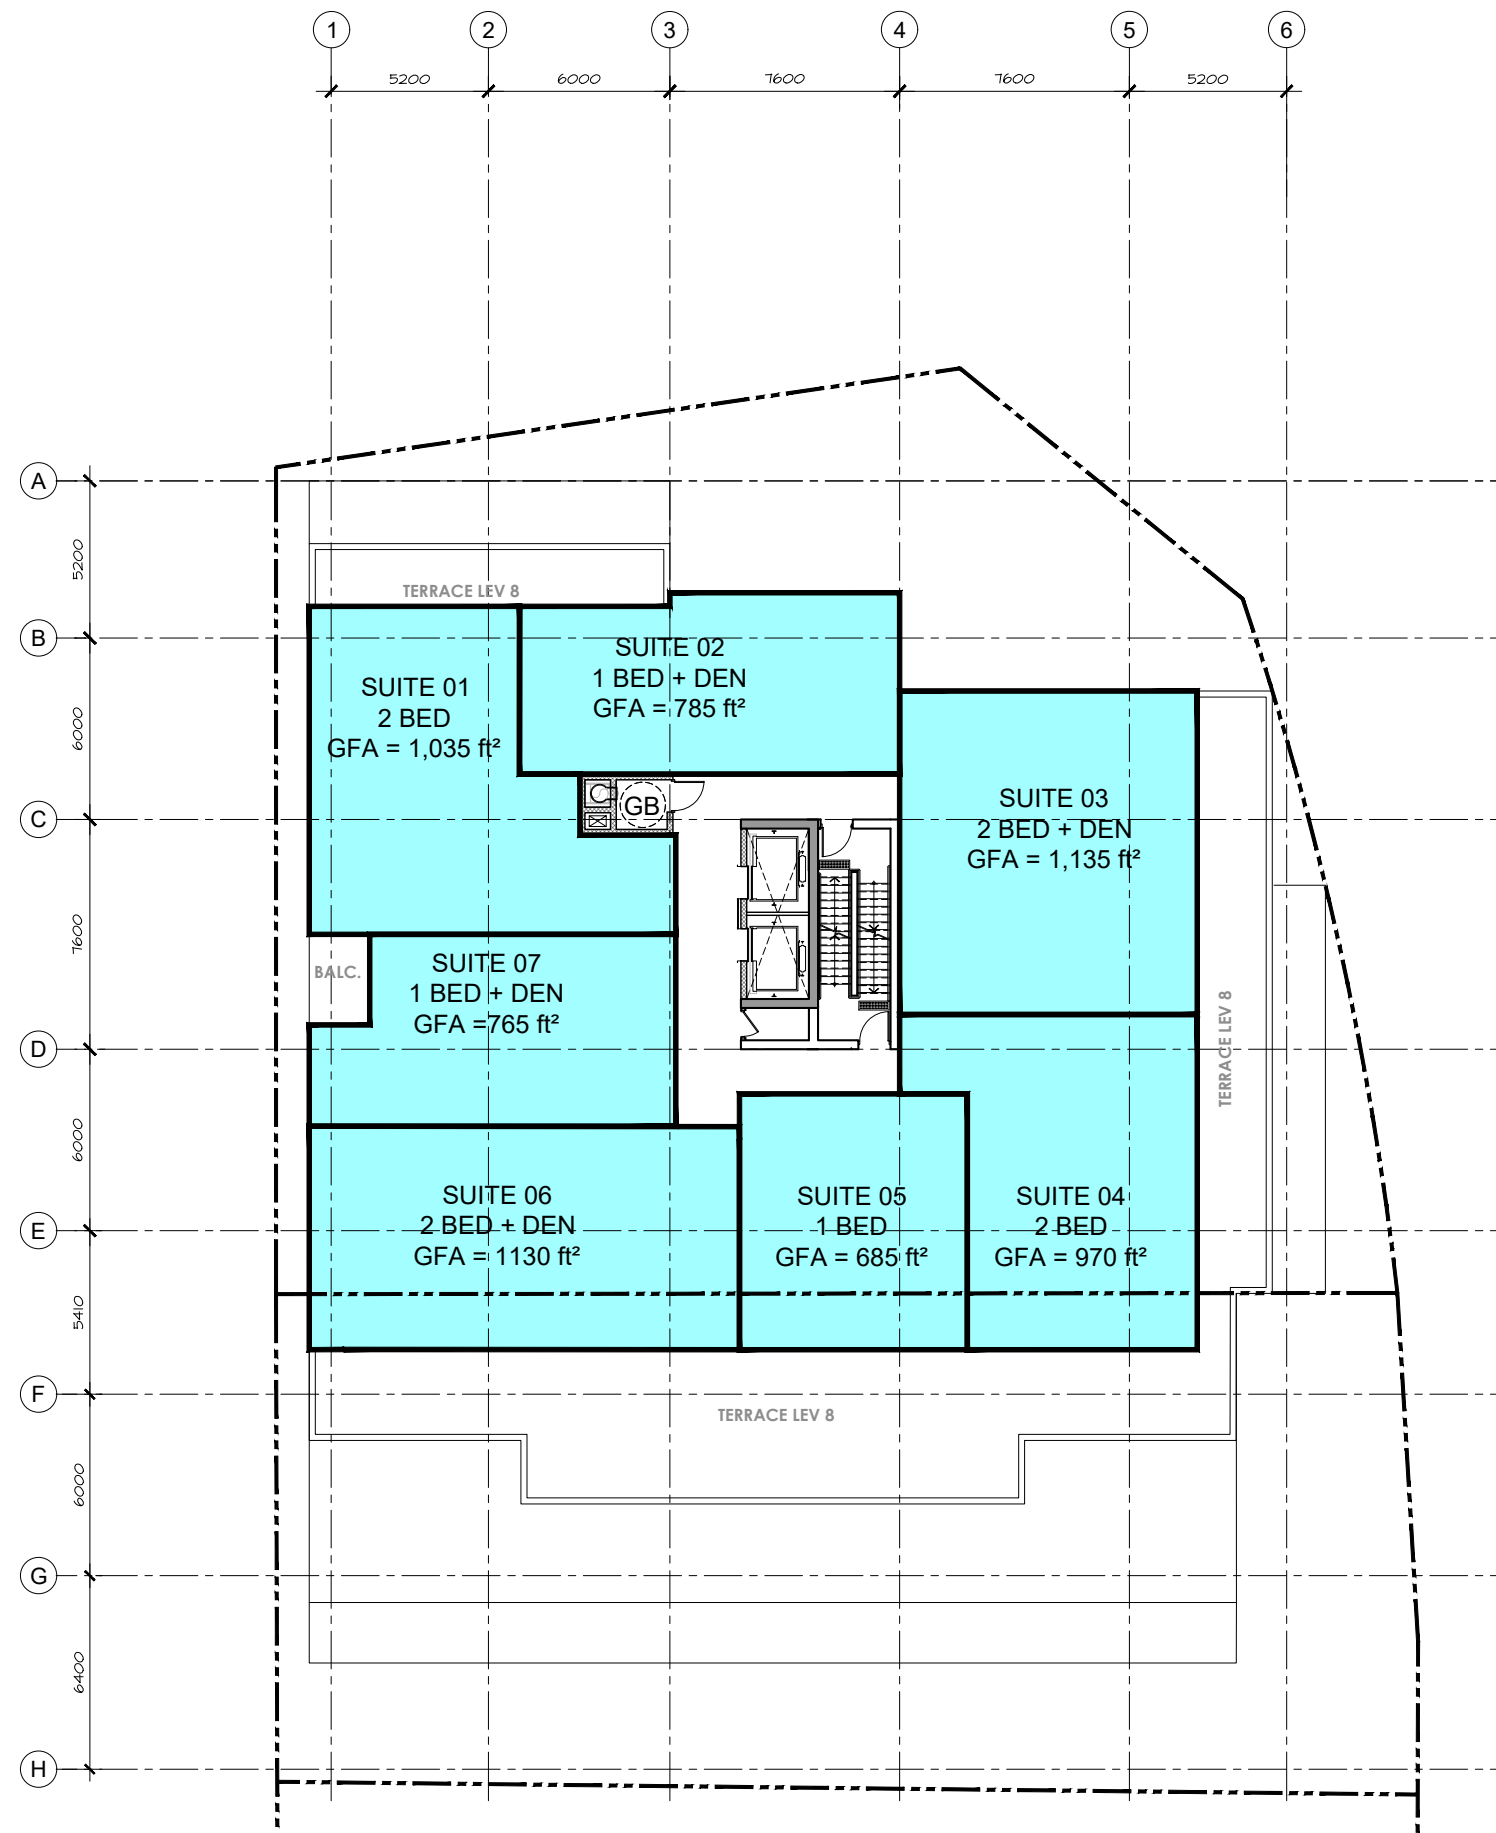 1
2
3
4
5
6
5200
6000
7600
7600
5200
A
5200
TERRACE LEV 8
B
SUITE 02
1 BED + DEN
GFA = 785 ft²
SUITE 01
2 BED
GFA = 1,035 ft²
6000
GB
C
SUITE 03
2 BED + DEN
GFA = 1,135 ft²
7600
BALC.
SUITE 07
1 BED + DEN
GFA =765 ft²
D
TERRACE LEV 8
6000
SUITE 06
2 BED + DEN
GFA = 1130 ft²
SUITE 05
1 BED
GFA = 685 ft²
SUITE 04
2 BED
GFA = 970 ft²
E
5410
F
TERRACE LEV 8
6000
G
6400
H